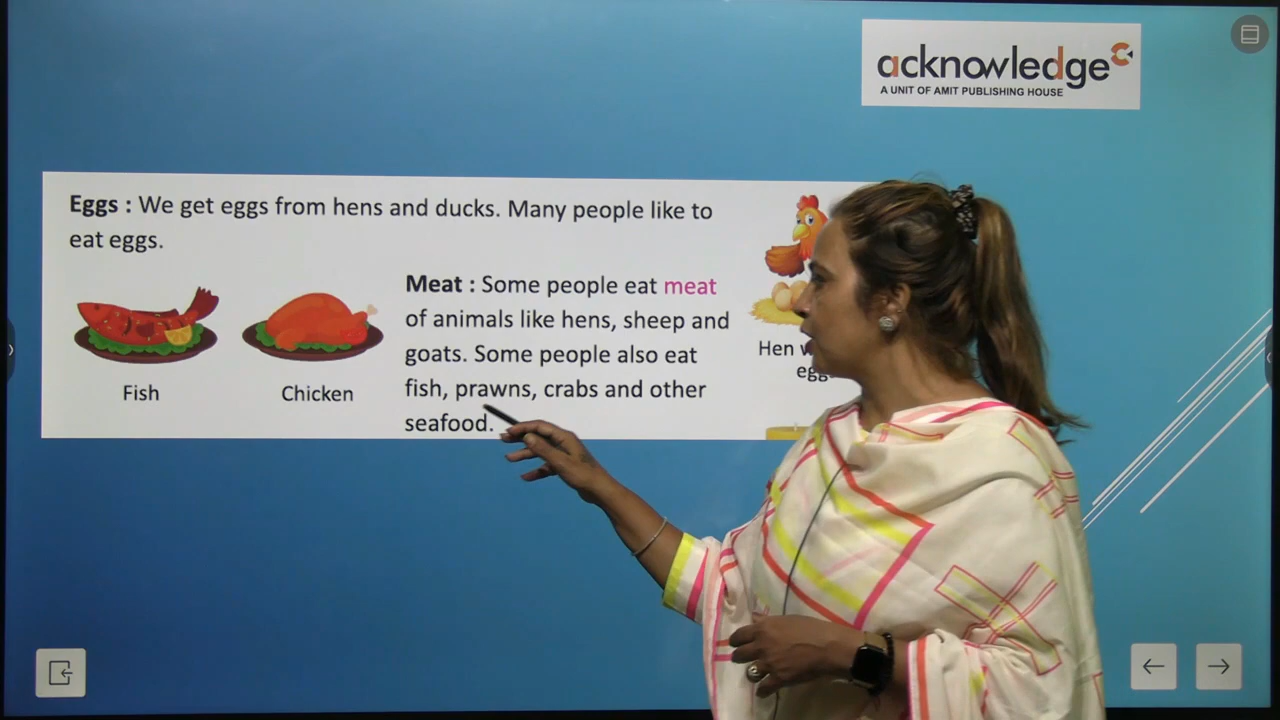 acknowledge
A UNIT OF AMIT PUBLISHING HOUSE
Eggs : We get eggs from hens and ducks. Many people like to
eat eggs.
Meat : Some people eat meat
of animals like hens, sheep and
goats. Some people also eat
fish, prawns, crabs and other
seafood.
Fish
Chicken
Hen